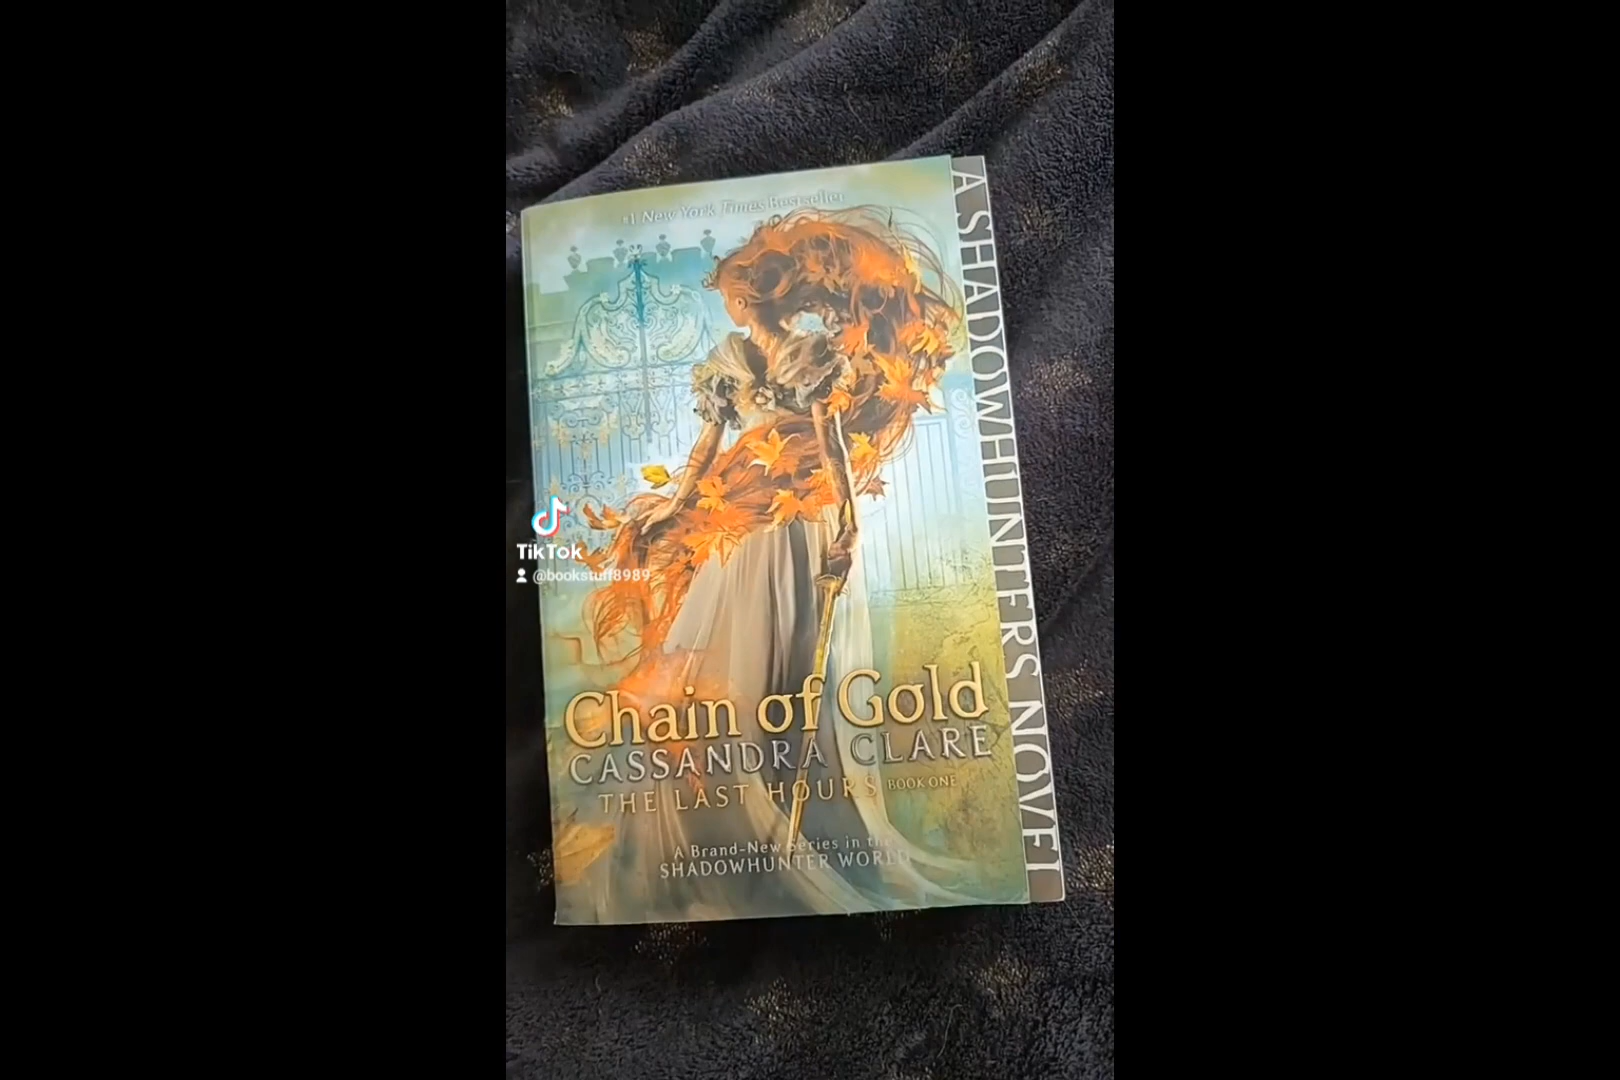 #1 New York Times Bestseller
A SHADOWHUNTERS NOVEL
TikTok
@bookstuff8989
Chain of Gold
CASSANDRA CLARE
THE LAST HOURS BOOK ONE
A Brand-New Series in the
SHADOWHUNTER WORLD